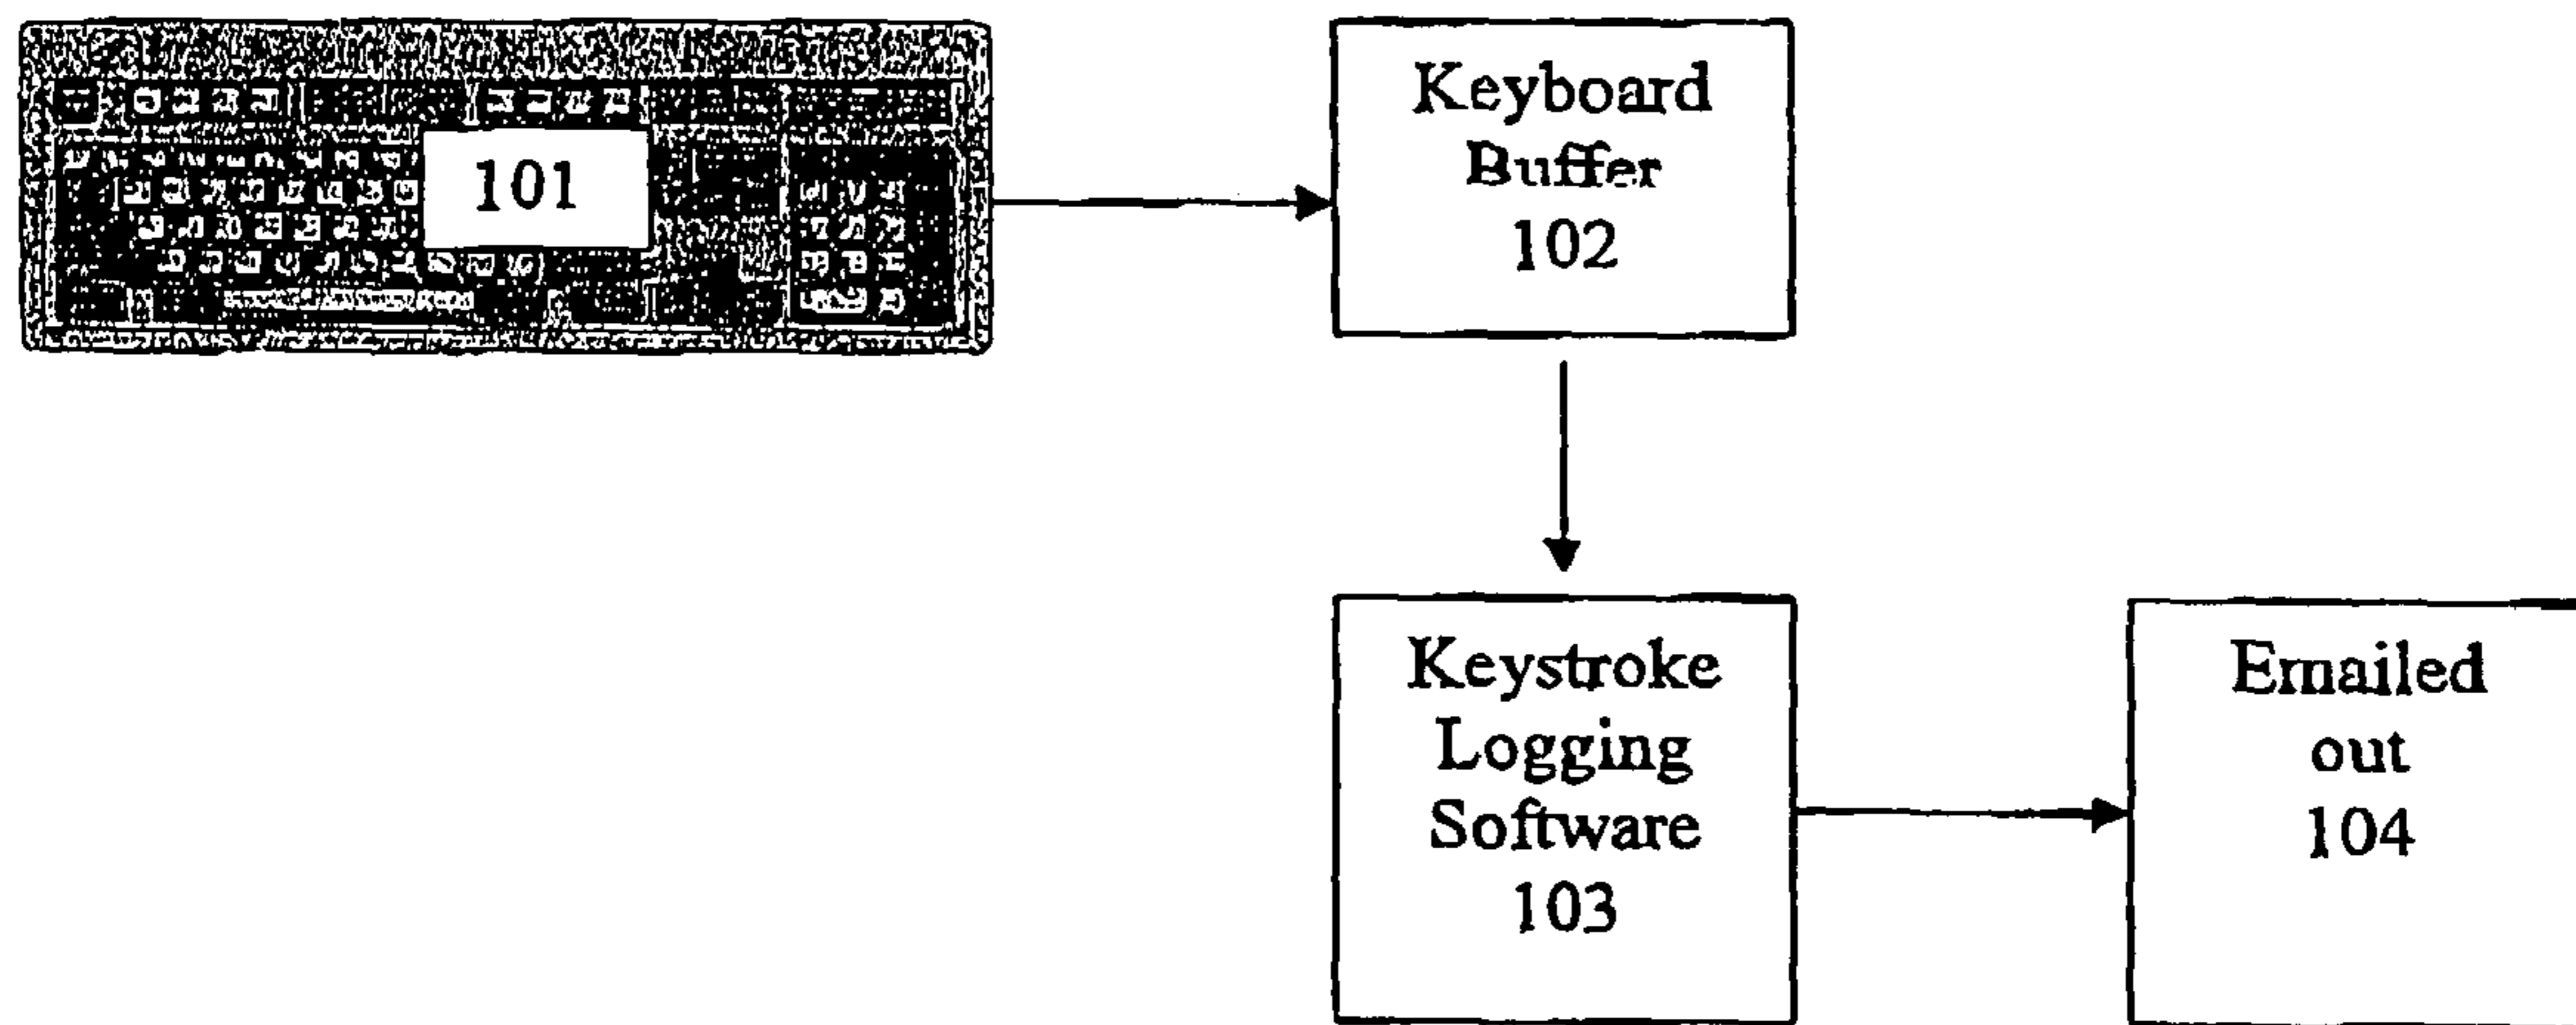 101
Keyboard
Buffer
102
Keystroke
Logging
Software
103
Emailed
out
104